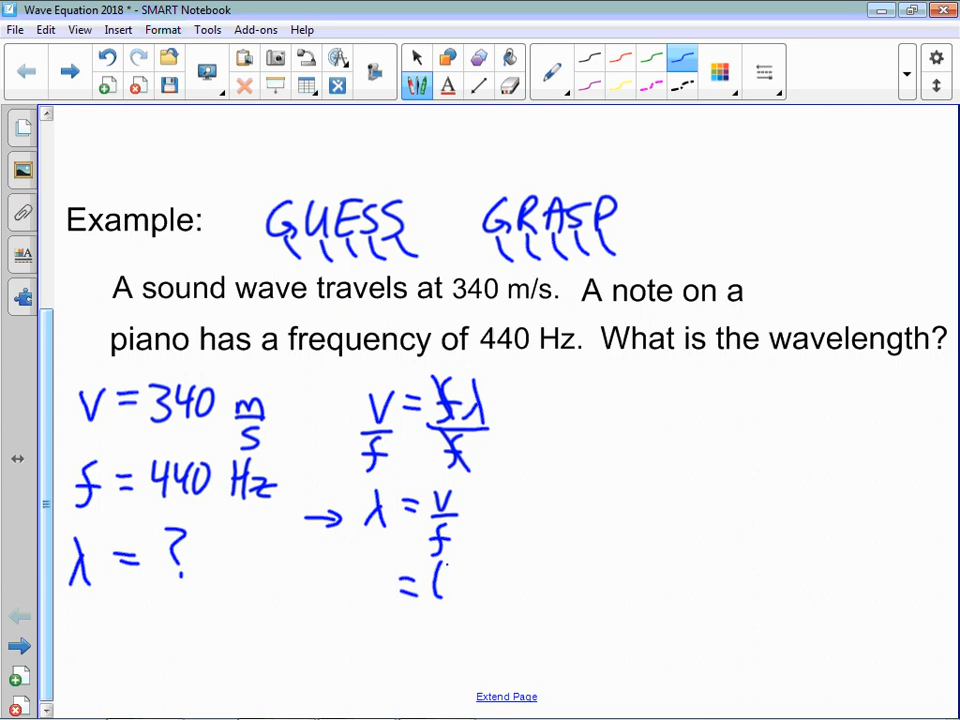 Wave Equation 2018 * - SMART Notebook
File Edit View Insert Format Tools Add-ons Help
Example: GUESS GRASP
A sound wave travels at 340 m/s. A note on a
piano has a frequency of 440 Hz. What is the wavelength?
v = 340 m/s
f = 440 Hz
λ = ?
v/f = fλ/f
→ λ = v/f
= (
Extend Page